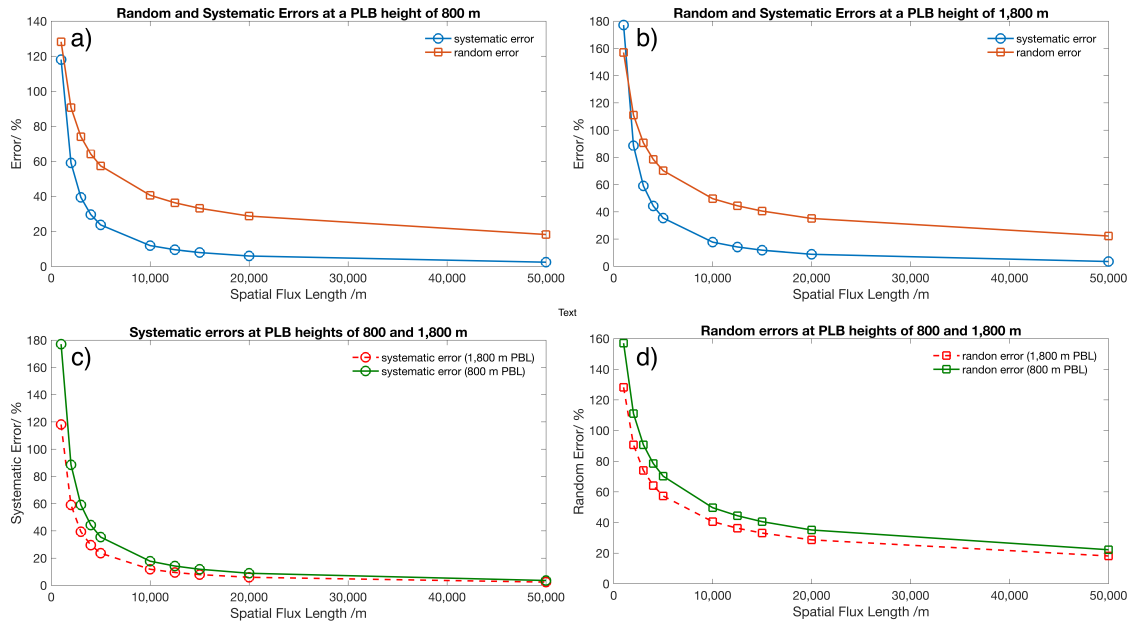 Random and Systematic Errors at a PLB height of 800 m
a)
systematic error
random error
140
120
100
80
60
40
20
0
Error/ %
0 10,000 20,000 30,000 40,000 50,000
Spatial Flux Length /m
Random and Systematic Errors at a PLB height of 1,800 m
b)
systematic error
random error
180
160
140
120
100
80
60
40
20
0
Error/ %
0 10,000 20,000 30,000 40,000 50,000
Spatial Flux Length /m
Text
Systematic errors at PLB heights of 800 and 1,800 m
c)
systematic error (1,800 m PBL)
systematic error (800 m PBL)
180
160
140
120
100
80
60
40
20
0
Systematic Error/ %
0 10,000 20,000 30,000 40,000 50,000
Spatial Flux Length /m
Random errors at PLB heights of 800 and 1,800 m
d)
randon error (1,800 m PBL)
randon error (800 m PBL)
160
140
120
100
80
60
40
20
0
Random Error/ %
0 10,000 20,000 30,000 40,000 50,000
Spatial Flux Length /m